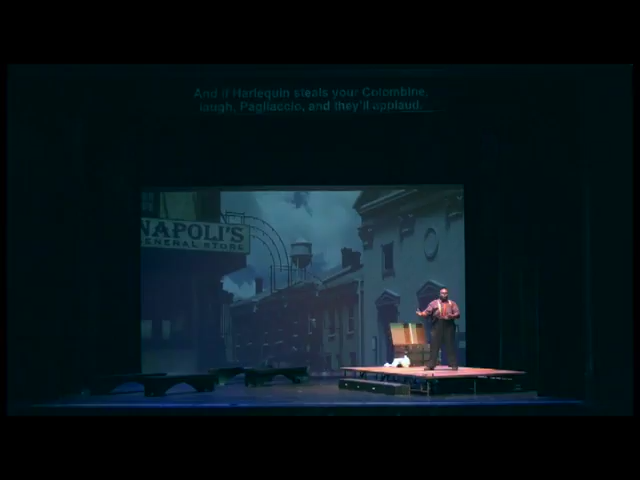 And if Harlequin steals your Colombine,
laugh, Pagliaccio, and they'll applaud.
NAPOLI'S
GENERAL STORE